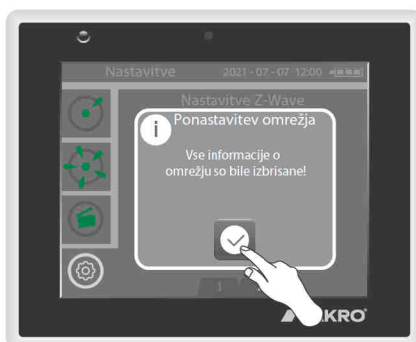 Nastavitve 2021-07-07 12:00
Nastavitve Z-Wave
Ponastavitev omrežja
i
Vse informacije o
omrežju so bile izbrisane!
1